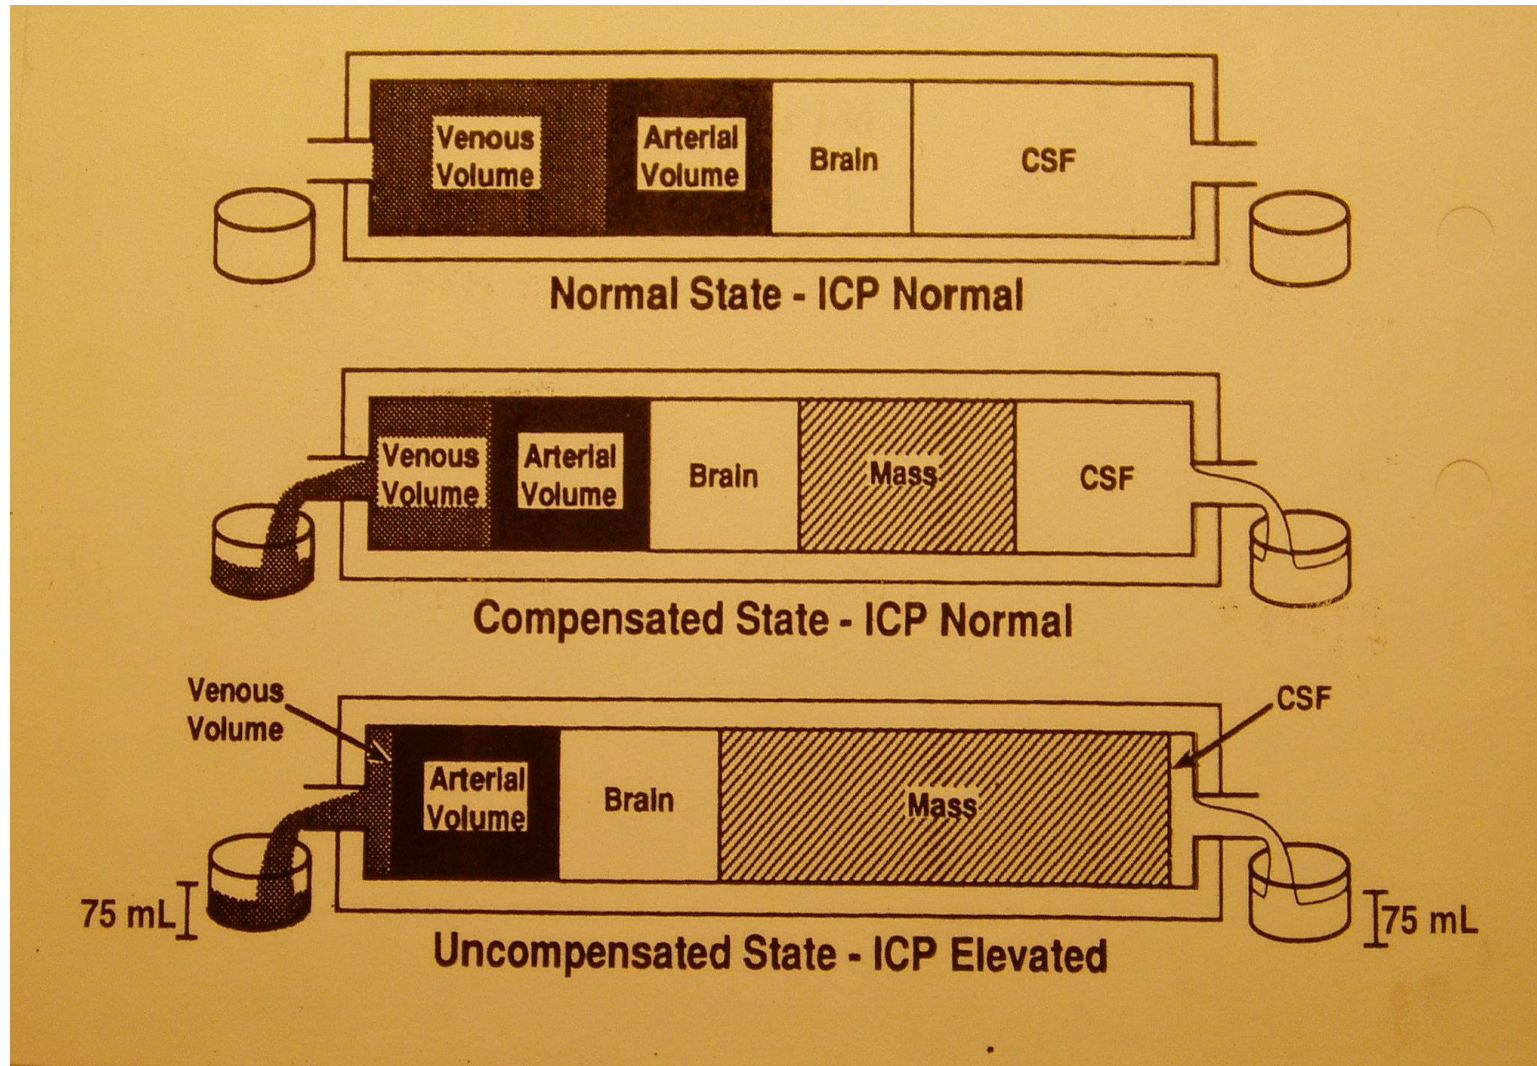 Venous
Volume
Arterial
Volume
Brain
CSF
Normal State - ICP Normal
Venous
Volume
Arterial
Volume
Brain
Mass
CSF
Compensated State - ICP Normal
Venous
Volume
CSF
Arterial
Volume
Brain
Mass
75 mL
75 mL
Uncompensated State - ICP Elevated